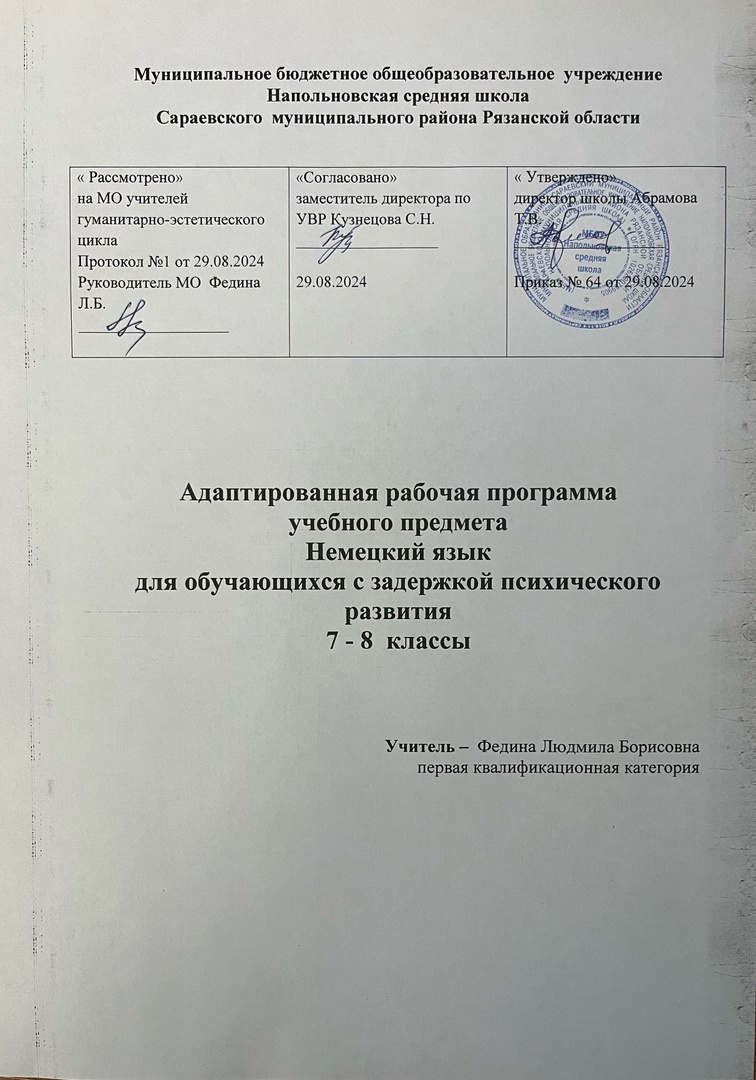 Муниципальное бюджетное общеобразовательное учреждение
Напольновская средняя школа
Сараевского муниципального района Рязанской области
« Рассмотрено»
на МО учителей
гуманитарно-эстетического
цикла
Протокол №1 от 29.08.2024
Руководитель МО Федина
Л.Б.
«Согласовано»
заместитель директора по
УВР Кузнецова С.Н.
29.08.2024
« Утверждено»
директор школы Абрамова
Т.В.
Напольновская
средняя
школа
Приказ № 64 от 29.08.2024
Адаптированная рабочая программа
учебного предмета
Немецкий язык
для обучающихся с задержкой психического
развития
7 - 8 классы
Учитель – Федина Людмила Борисовна
первая квалификационная категория